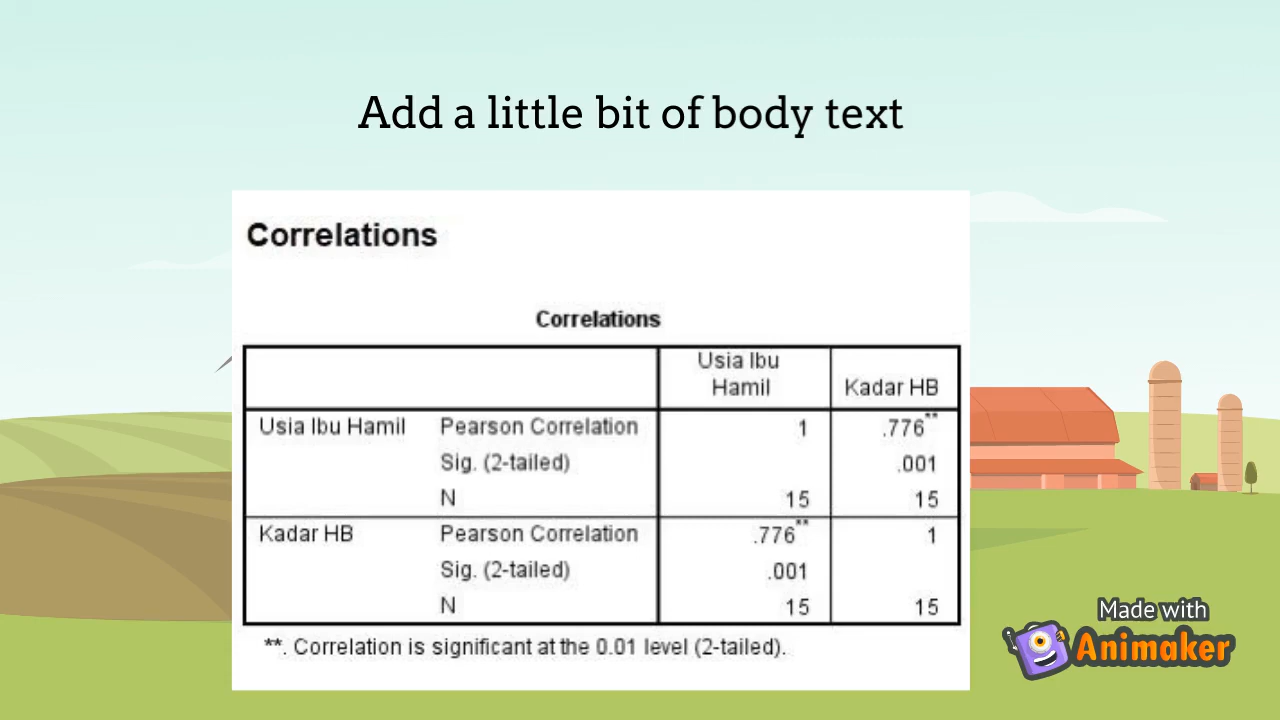 Add a little bit of body text
Correlations
Correlations
Usia Ibu
Hamil
Kadar HB
Usia Ibu Hamil Pearson Correlation 1 .776**
Sig. (2-tailed) .001
N 15 15
Kadar HB Pearson Correlation .776** 1
Sig. (2-tailed) .001
N 15 15
**. Correlation is significant at the 0.01 level (2-tailed).
Made with
Animaker